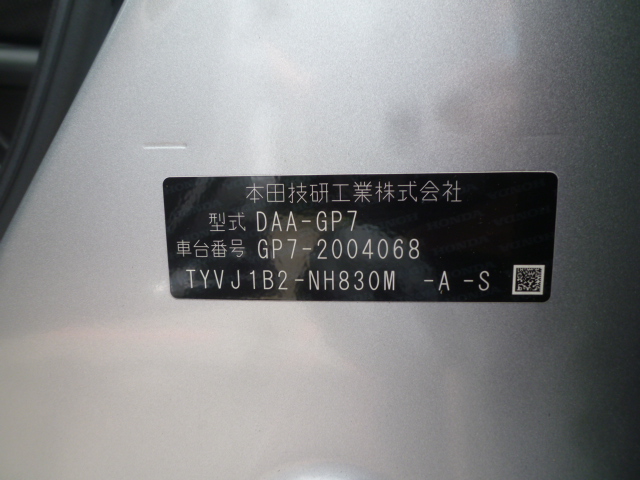 本田技研工業株式会社
型式 DAA-GP7
車台番号 GP7-2004068
TYVJ1B2-NH830M -A -S